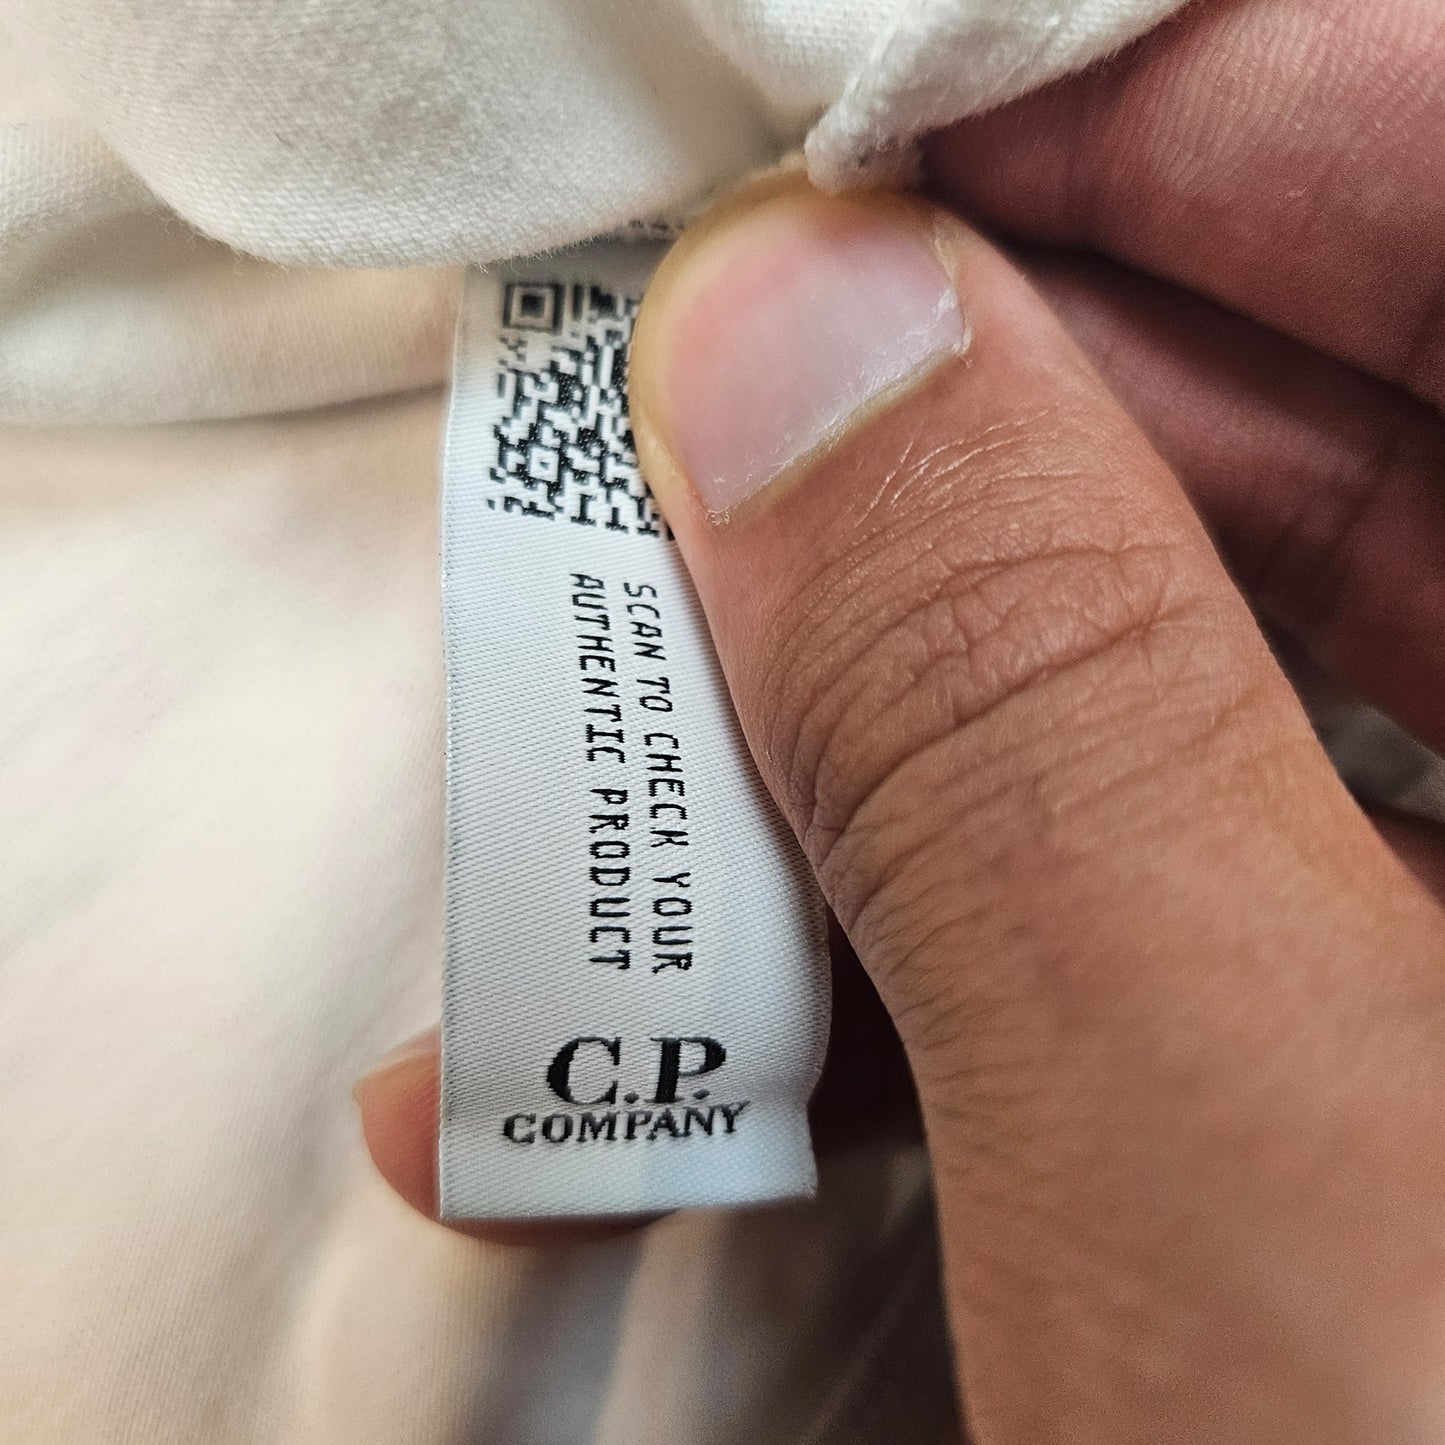 SCAN TO CHECK YOUR
AUTHENTIC PRODUCT
C.P.
COMPANY